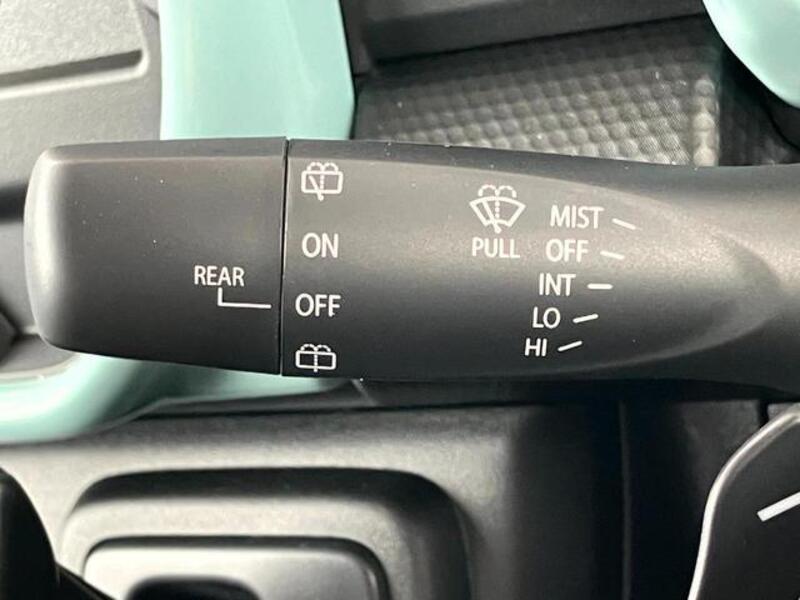 MIST
ON
PULL
OFF
REAR
INT
OFF
LO
HI